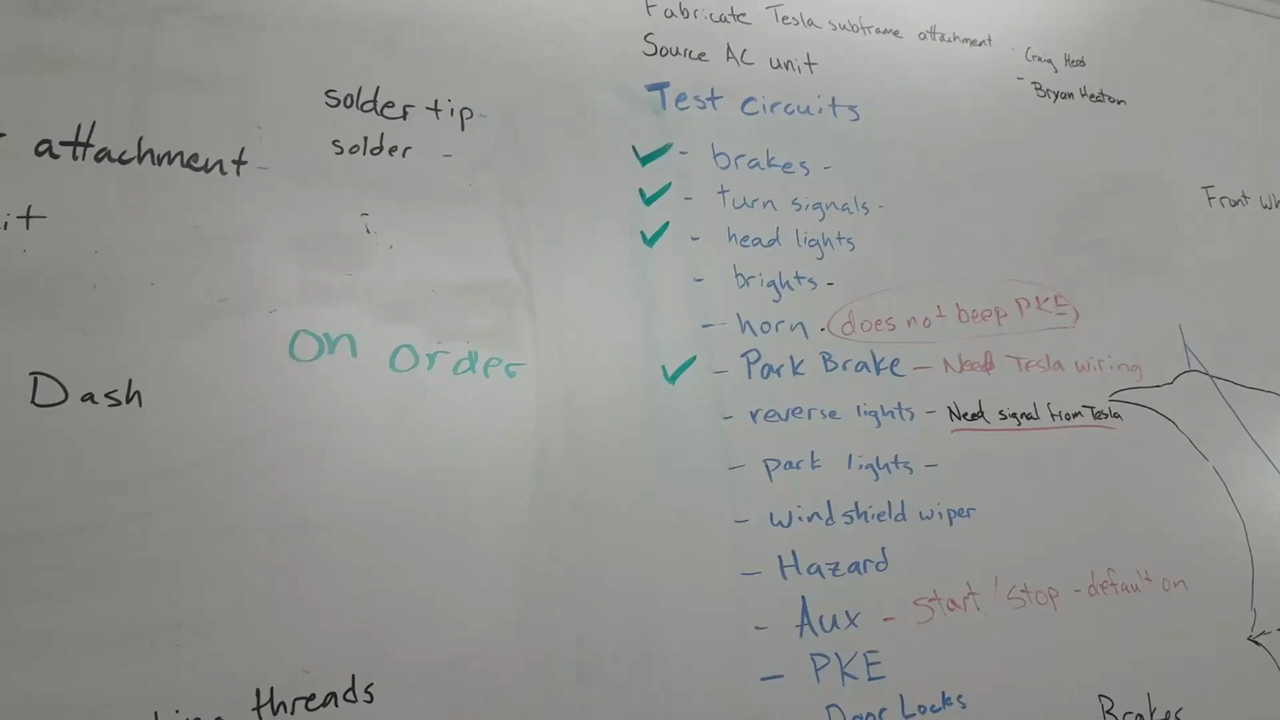 Fabricate Tesla subframe attachment
Source AC unit
Craig Head
- Bryan Heaton
Test circuits
✓ - brakes -
✓ - turn signals -
✓ - head lights
- brights -
- horn. (does not beep PKE)
✓ - Park Brake - Need Tesla wiring
- reverse lights - Need signal from Tesla
- park lights -
- windshield wiper
- Hazard
- Aux - Start / Stop - default on
- PKE
Door Locks
solder tip -
solder -
attachment -
On Order
Dash
threads
Front
Brakes